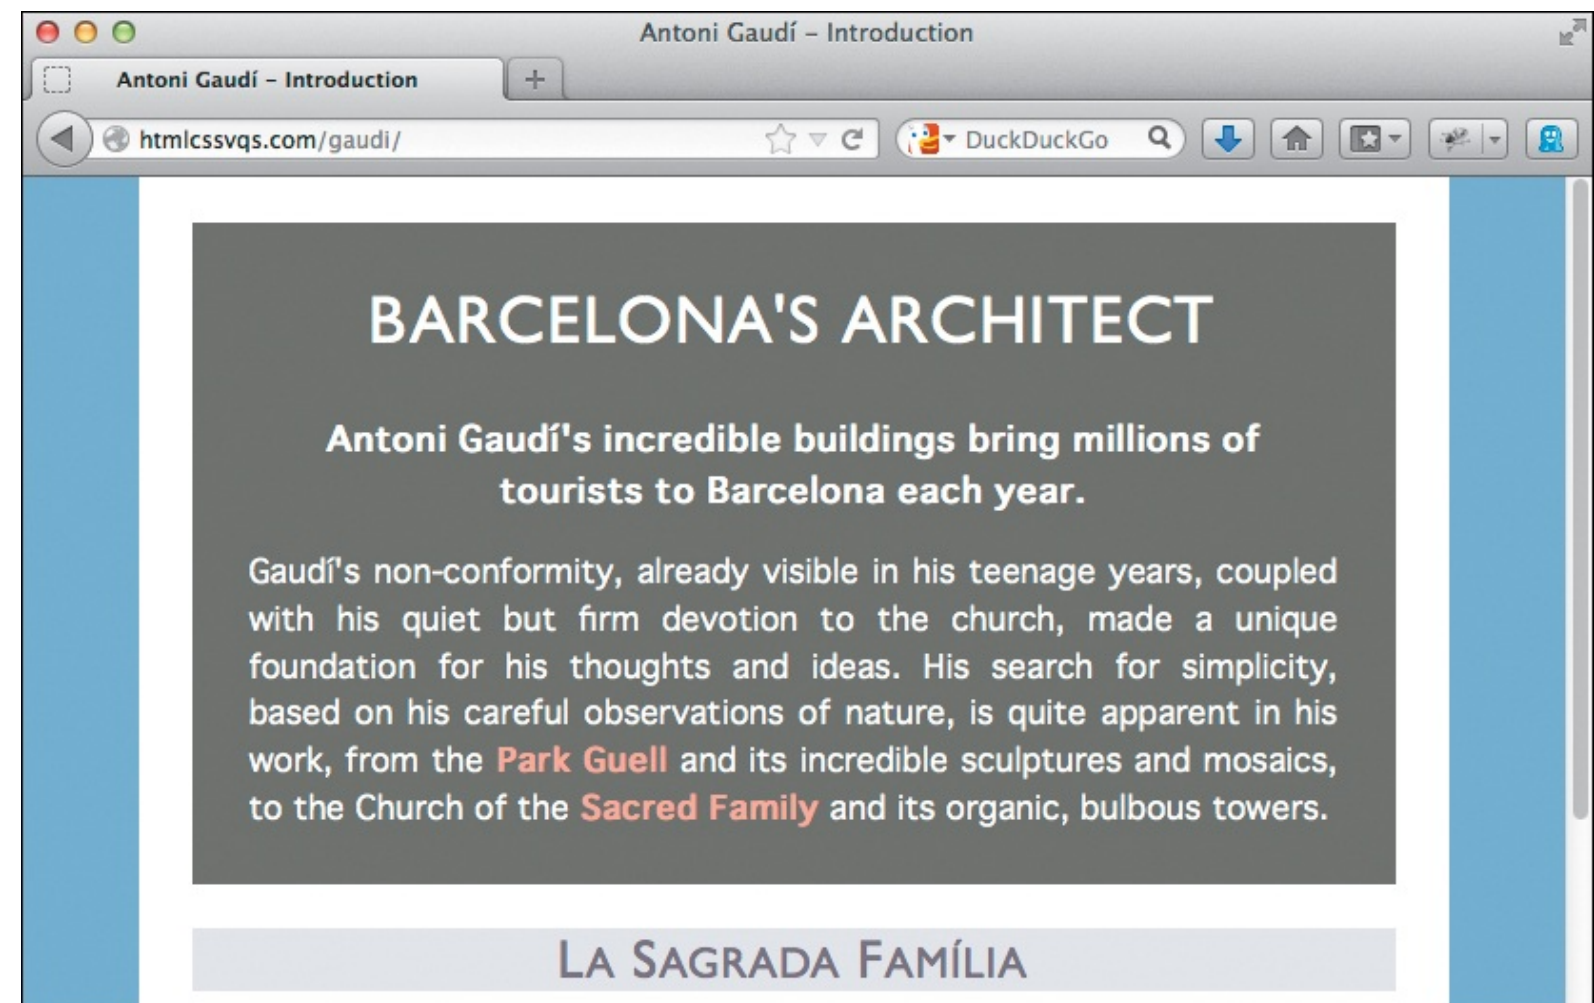 Antoni Gaudí – Introduction
Antoni Gaudí – Introduction
htmlcssvqs.com/gaudi/
DuckDuckGo
BARCELONA'S ARCHITECT
Antoni Gaudí's incredible buildings bring millions of
tourists to Barcelona each year.
Gaudí's non-conformity, already visible in his teenage years, coupled
with his quiet but firm devotion to the church, made a unique
foundation for his thoughts and ideas. His search for simplicity,
based on his careful observations of nature, is quite apparent in his
work, from the Park Guell and its incredible sculptures and mosaics,
to the Church of the Sacred Family and its organic, bulbous towers.
LA SAGRADA FAMÍLIA